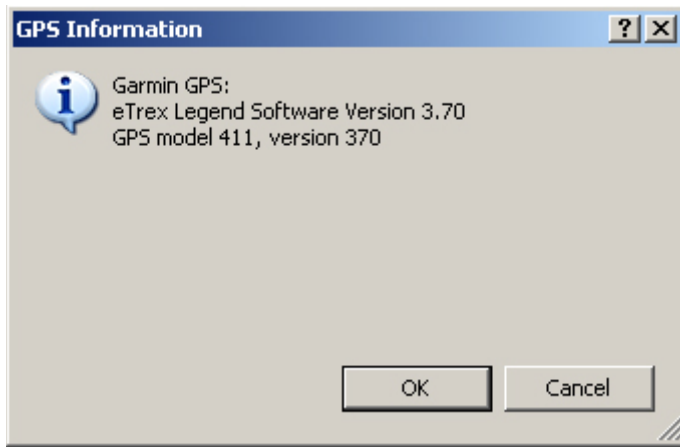 GPS Information
Garmin GPS:
eTrex Legend Software Version 3.70
GPS model 411, version 370
OK
Cancel